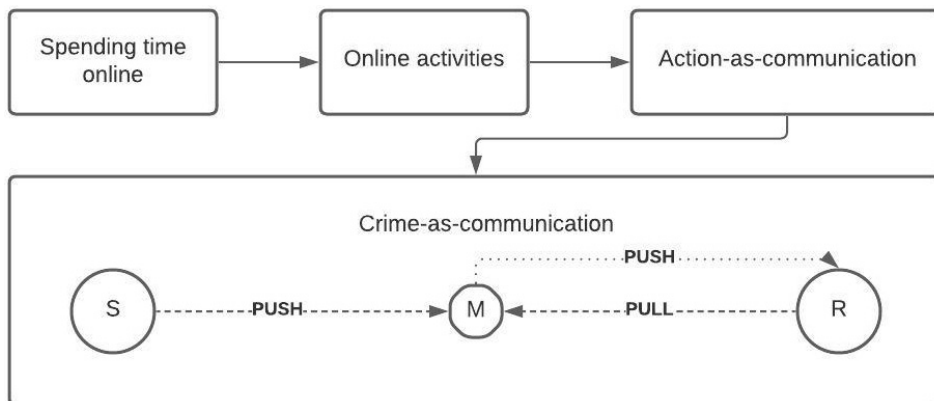 Spending time
online
Online activities
Action-as-communication
Crime-as-communication
PUSH
S
PUSH
M
PULL
R